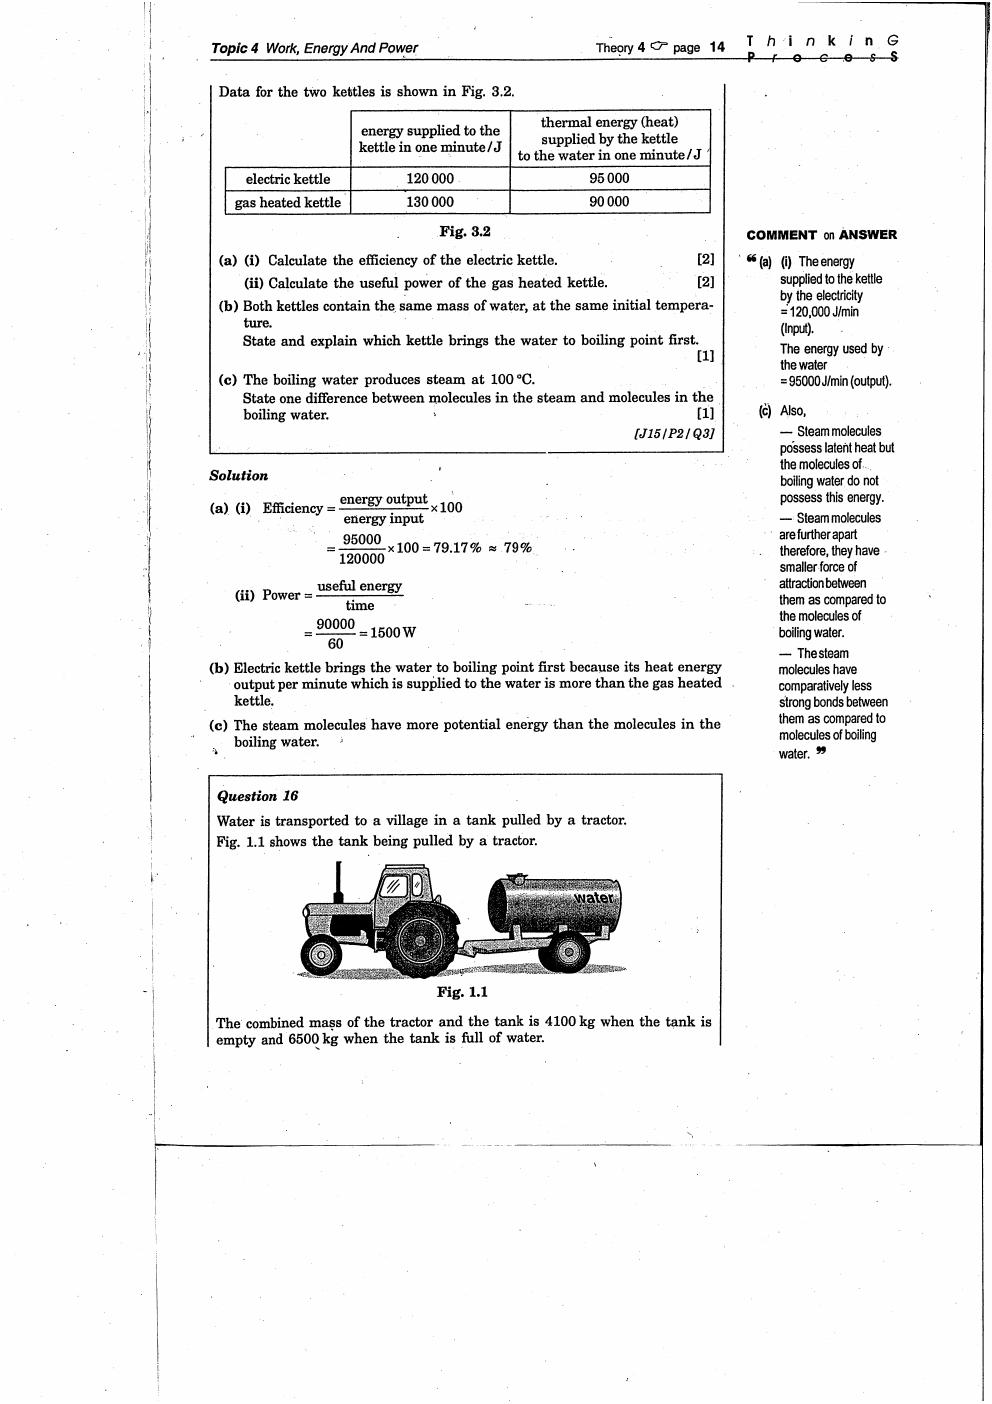 Topic 4 Work, Energy And Power
Theory 4 ☞ page 14
ThinkinG
ProcesS
Data for the two kettles is shown in Fig. 3.2.
energy supplied to the
kettle in one minute/J
thermal energy (heat)
supplied by the kettle
to the water in one minute/J
electric kettle 120 000 95 000
gas heated kettle 130 000 90 000
Fig. 3.2
(a) (i) Calculate the efficiency of the electric kettle. [2]
(ii) Calculate the useful power of the gas heated kettle. [2]
(b) Both kettles contain the same mass of water, at the same initial tempera-
ture.
State and explain which kettle brings the water to boiling point first.
[1]
(c) The boiling water produces steam at 100 °C.
State one difference between molecules in the steam and molecules in the
boiling water. [1]
[J15/P2/Q3]
Solution
(a) (i) Efficiency = energy output / energy input × 100
= 95000 / 120000 × 100 = 79.17% ≈ 79%
(ii) Power = useful energy / time
= 90000 / 60 = 1500 W
(b) Electric kettle brings the water to boiling point first because its heat energy
output per minute which is supplied to the water is more than the gas heated
kettle.
(c) The steam molecules have more potential energy than the molecules in the
boiling water.
COMMENT on ANSWER
❝ (a) (i) The energy
supplied to the kettle
by the electricity
= 120,000 J/min
(Input).
The energy used by
the water
= 95000 J/min (output).
(c) Also,
— Steam molecules
possess latent heat but
the molecules of
boiling water do not
possess this energy.
— Steam molecules
are further apart
therefore, they have
smaller force of
attraction between
them as compared to
the molecules of
boiling water.
— The steam
molecules have
comparatively less
strong bonds between
them as compared to
molecules of boiling
water. ❞
Question 16
Water is transported to a village in a tank pulled by a tractor.
Fig. 1.1 shows the tank being pulled by a tractor.
water
Fig. 1.1
The combined mass of the tractor and the tank is 4100 kg when the tank is
empty and 6500 kg when the tank is full of water.